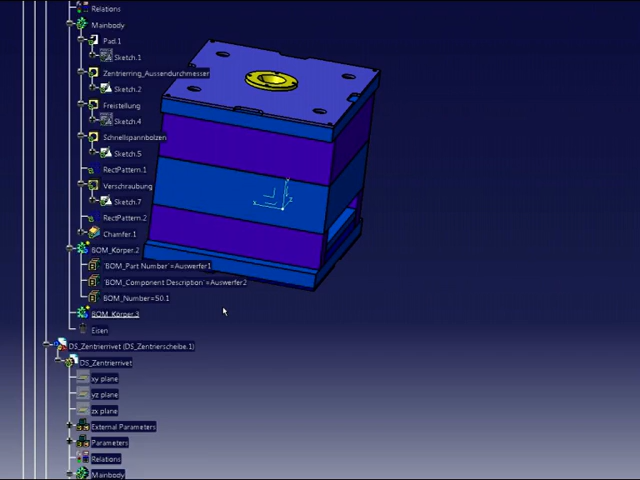 Relations
Mainbody
Pad.1
Sketch.1
Zentrierring_Aussendurchmesser
Sketch.2
Freistellung
Sketch.4
Schnellspannbolzen
Sketch.5
RectPattern.1
Verschraubung
Sketch.7
RectPattern.2
Chamfer.1
BOM_Körper.2
`BOM_Part Number`=Auswerfer1
`BOM_Component Description`=Auswerfer2
BOM_Number=50.1
BOM_Körper.3
Eisen
DS_Zentrierrivet (DS_Zentrierscheibe.1)
DS_Zentrierrivet
xy plane
yz plane
zx plane
External Parameters
Parameters
Relations
Mainbody